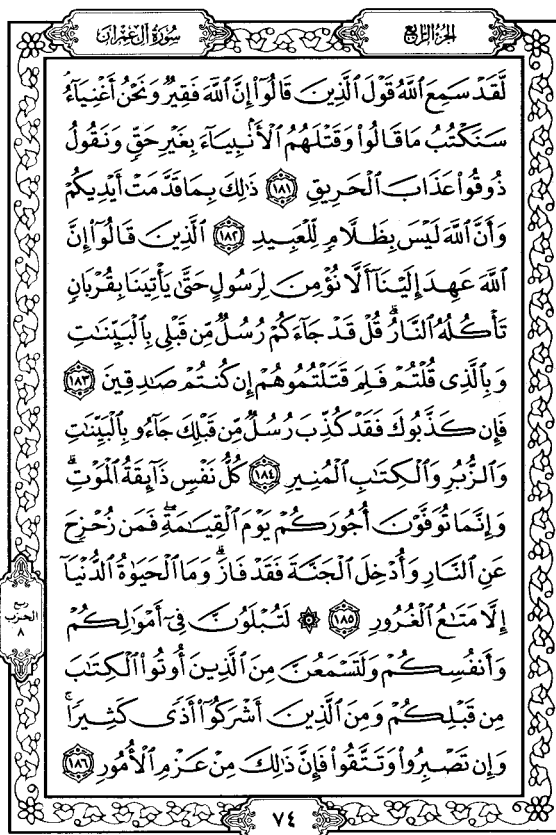 سُورَةُ آلِ عِمْرَانَ
الجُزْءُ الرَّابِعُ
لَّقَدْ سَمِعَ ٱللَّهُ قَوْلَ ٱلَّذِينَ قَالُوٓا۟ إِنَّ ٱللَّهَ فَقِيرٌ وَنَحْنُ أَغْنِيَآءُ
سَنَكْتُبُ مَا قَالُوا۟ وَقَتْلَهُمُ ٱلْأَنۢبِيَآءَ بِغَيْرِ حَقٍّ وَنَقُولُ
ذُوقُوا۟ عَذَابَ ٱلْحَرِيقِ ١٨١ ذَٰلِكَ بِمَا قَدَّمَتْ أَيْدِيكُمْ
وَأَنَّ ٱللَّهَ لَيْسَ بِظَلَّامٍ لِّلْعَبِيدِ ١٨٢ ٱلَّذِينَ قَالُوٓا۟ إِنَّ
ٱللَّهَ عَهِدَ إِلَيْنَآ أَلَّا نُؤْمِنَ لِرَسُولٍ حَتَّىٰ يَأْتِيَنَا بِقُرْبَانٍ
تَأْكُلُهُ ٱلنَّارُ ۗ قُلْ قَدْ جَآءَكُمْ رُسُلٌ مِّن قَبْلِى بِٱلْبَيِّنَـٰتِ
وَبِٱلَّذِى قُلْتُمْ فَلِمَ قَتَلْتُمُوهُمْ إِن كُنتُمْ صَـٰدِقِينَ ١٨٣
فَإِن كَذَّبُوكَ فَقَدْ كُذِّبَ رُسُلٌ مِّن قَبْلِكَ جَآءُو بِٱلْبَيِّنَـٰتِ
وَٱلزُّبُرِ وَٱلْكِتَـٰبِ ٱلْمُنِيرِ ١٨٤ كُلُّ نَفْسٍ ذَآئِقَةُ ٱلْمَوْتِ ۗ
وَإِنَّمَا تُوَفَّوْنَ أُجُورَكُمْ يَوْمَ ٱلْقِيَـٰمَةِ ۖ فَمَن زُحْزِحَ
عَنِ ٱلنَّارِ وَأُدْخِلَ ٱلْجَنَّةَ فَقَدْ فَازَ ۗ وَمَا ٱلْحَيَوٰةُ ٱلدُّنْيَآ
إِلَّا مَتَـٰعُ ٱلْغُرُورِ ١٨٥ ۞ لَتُبْلَوُنَّ فِىٓ أَمْوَٰلِكُمْ
وَأَنفُسِكُمْ وَلَتَسْمَعُنَّ مِنَ ٱلَّذِينَ أُوتُوا۟ ٱلْكِتَـٰبَ
مِن قَبْلِكُمْ وَمِنَ ٱلَّذِينَ أَشْرَكُوٓا۟ أَذًى كَثِيرًا ۚ
وَإِن تَصْبِرُوا۟ وَتَتَّقُوا۟ فَإِنَّ ذَٰلِكَ مِنْ عَزْمِ ٱلْأُمُورِ ١٨٦
ربع
الحزب
٨
٧٤